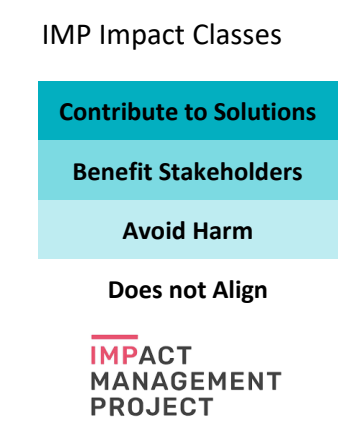 IMP Impact Classes
Contribute to Solutions
Benefit Stakeholders
Avoid Harm
Does not Align
IMPACT
MANAGEMENT
PROJECT